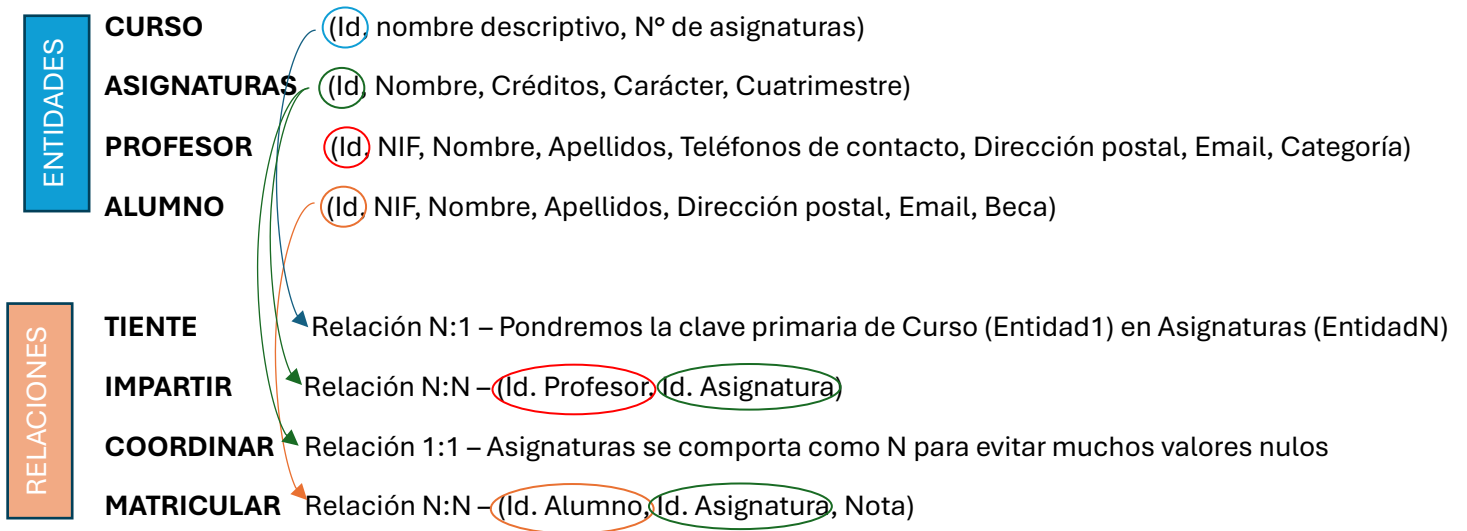 ENTIDADES
CURSO (Id, nombre descriptivo, N° de asignaturas)
ASIGNATURAS (Id, Nombre, Créditos, Carácter, Cuatrimestre)
PROFESOR (Id, NIF, Nombre, Apellidos, Teléfonos de contacto, Dirección postal, Email, Categoría)
ALUMNO (Id. NIF, Nombre, Apellidos, Dirección postal, Email, Beca)
RELACIONES
TIENTE Relación N:1 – Pondremos la clave primaria de Curso (Entidad1) en Asignaturas (EntidadN)
IMPARTIR Relación N:N – (Id. Profesor, Id. Asignatura)
COORDINAR Relación 1:1 – Asignaturas se comporta como N para evitar muchos valores nulos
MATRICULAR Relación N:N – (Id. Alumno, Id. Asignatura, Nota)